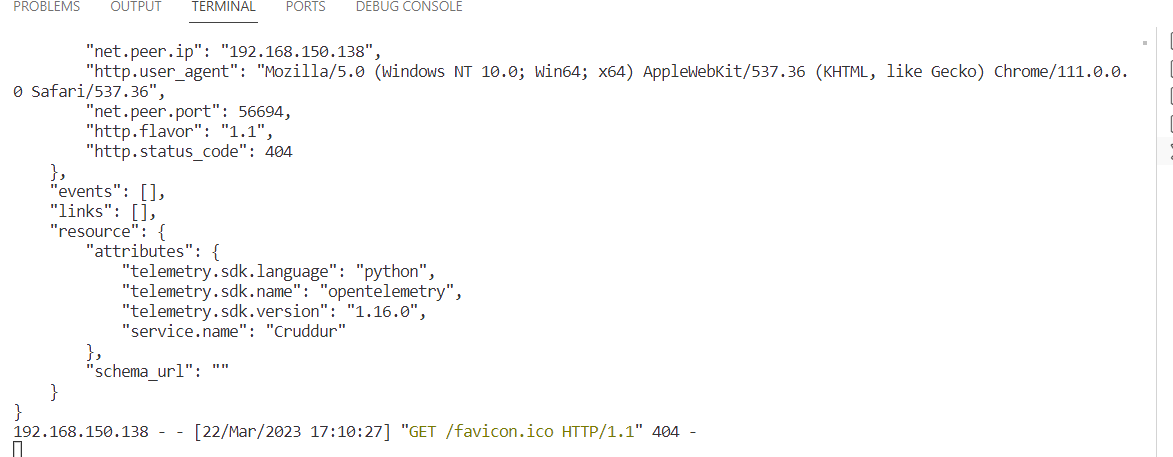 PROBLEMS OUTPUT TERMINAL PORTS DEBUG CONSOLE
        "net.peer.ip": "192.168.150.138",
        "http.user_agent": "Mozilla/5.0 (Windows NT 10.0; Win64; x64) AppleWebKit/537.36 (KHTML, like Gecko) Chrome/111.0.0.
0 Safari/537.36",
        "net.peer.port": 56694,
        "http.flavor": "1.1",
        "http.status_code": 404
    },
    "events": [],
    "links": [],
    "resource": {
        "attributes": {
            "telemetry.sdk.language": "python",
            "telemetry.sdk.name": "opentelemetry",
            "telemetry.sdk.version": "1.16.0",
            "service.name": "Cruddur"
        },
        "schema_url": ""
    }
}
192.168.150.138 - - [22/Mar/2023 17:10:27] "GET /favicon.ico HTTP/1.1" 404 -